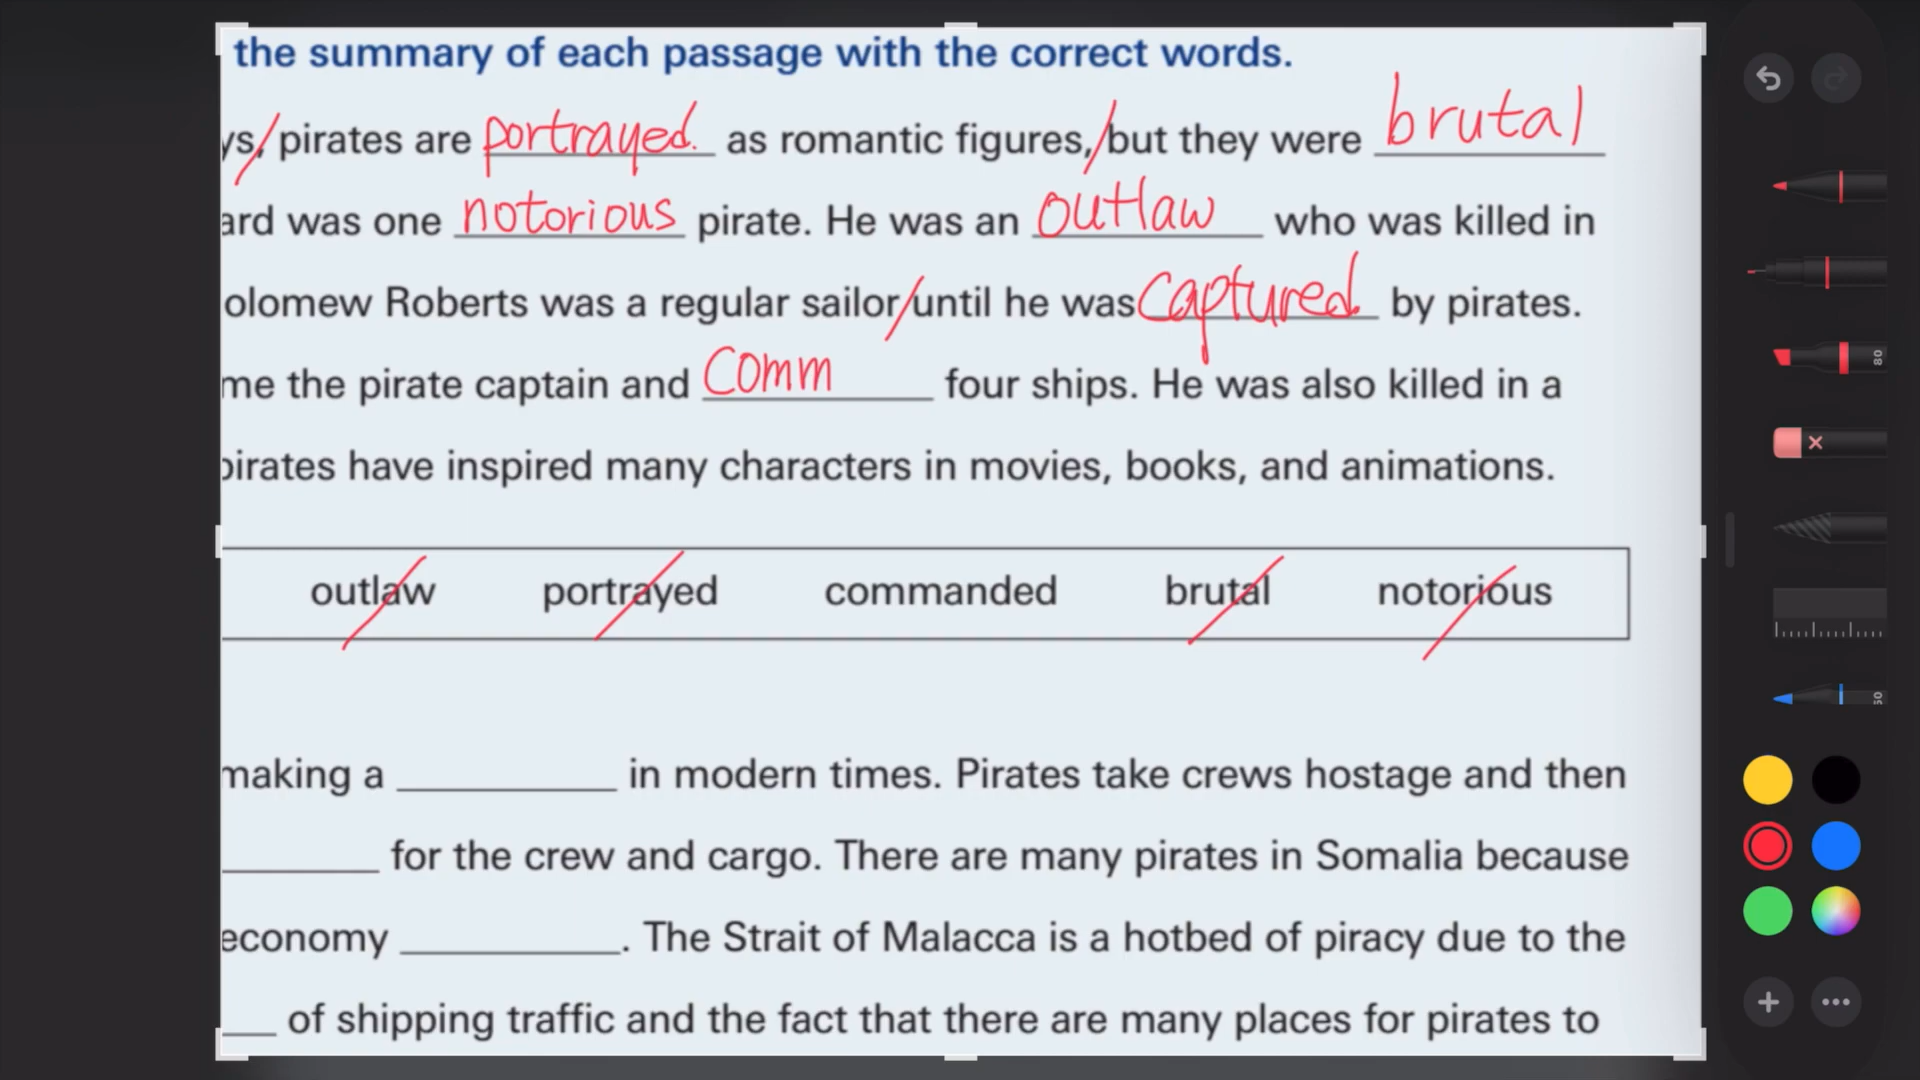 the summary of each passage with the correct words.
ys, pirates are portrayed. as romantic figures, but they were brutal
ard was one notorious pirate. He was an outlaw who was killed in
olomew Roberts was a regular sailor until he was captured. by pirates.
me the pirate captain and comm four ships. He was also killed in a
pirates have inspired many characters in movies, books, and animations.
outlaw portrayed commanded brutal notorious
making a in modern times. Pirates take crews hostage and then
for the crew and cargo. There are many pirates in Somalia because
economy . The Strait of Malacca is a hotbed of piracy due to the
of shipping traffic and the fact that there are many places for pirates to
80
50